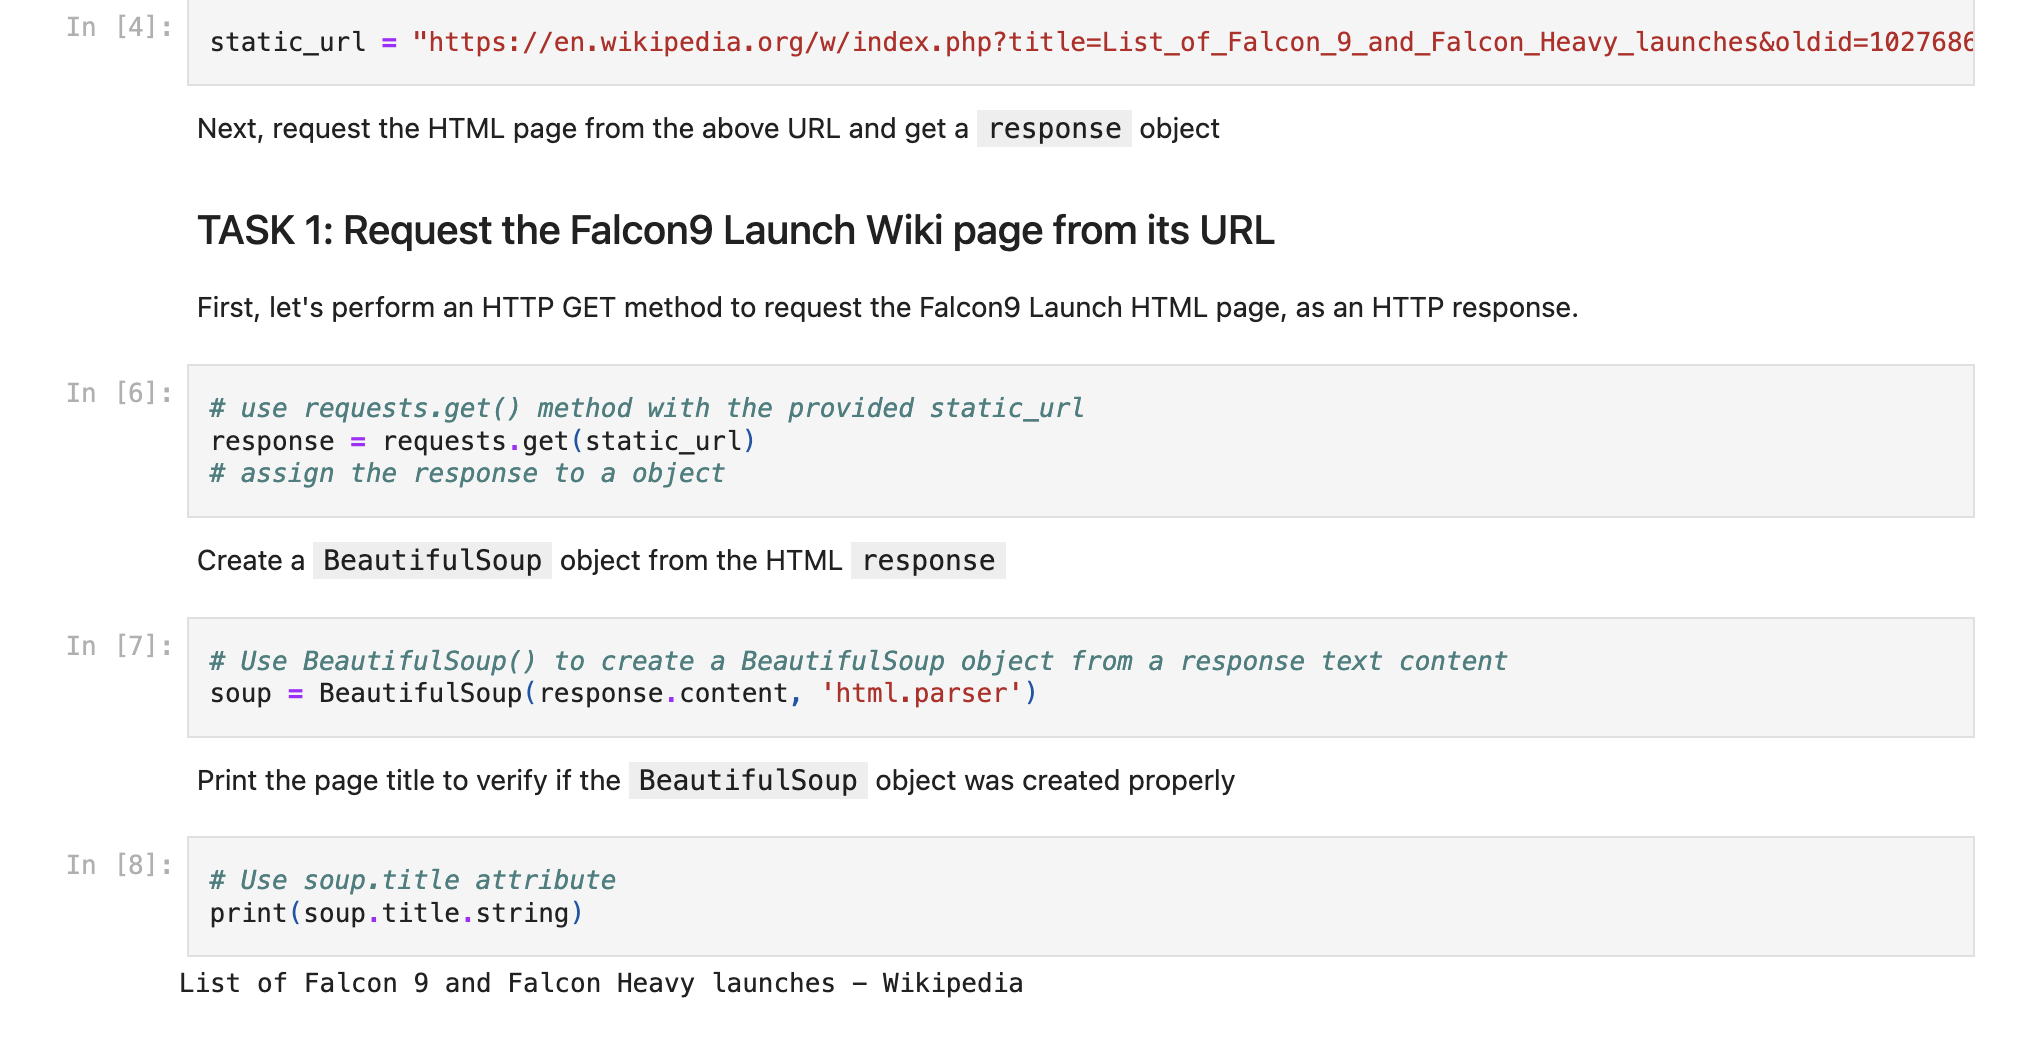 In [4]:
static_url = "https://en.wikipedia.org/w/index.php?title=List_of_Falcon_9_and_Falcon_Heavy_launches&oldid=1027686
Next, request the HTML page from the above URL and get a response object
TASK 1: Request the Falcon9 Launch Wiki page from its URL
First, let's perform an HTTP GET method to request the Falcon9 Launch HTML page, as an HTTP response.
In [6]:
# use requests.get() method with the provided static_url
response = requests.get(static_url)
# assign the response to a object
Create a BeautifulSoup object from the HTML response
In [7]:
# Use BeautifulSoup() to create a BeautifulSoup object from a response text content
soup = BeautifulSoup(response.content, 'html.parser')
Print the page title to verify if the BeautifulSoup object was created properly
In [8]:
# Use soup.title attribute
print(soup.title.string)
List of Falcon 9 and Falcon Heavy launches - Wikipedia